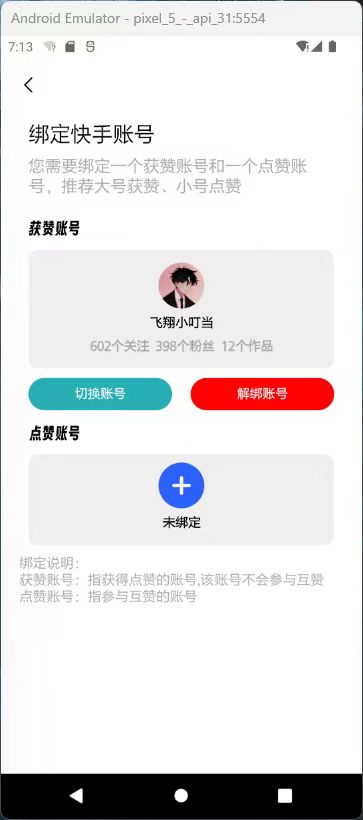 Android Emulator - pixel_5_-_api_31:5554
7:13
绑定快手账号
您需要绑定一个获赞账号和一个点赞账
号，推荐大号获赞、小号点赞
获赞账号
飞翔小叮当
602个关注 398个粉丝 12个作品
切换账号 解绑账号
点赞账号
未绑定
绑定说明：
获赞账号：指获得点赞的账号,该账号不会参与互赞
点赞账号：指参与互赞的账号